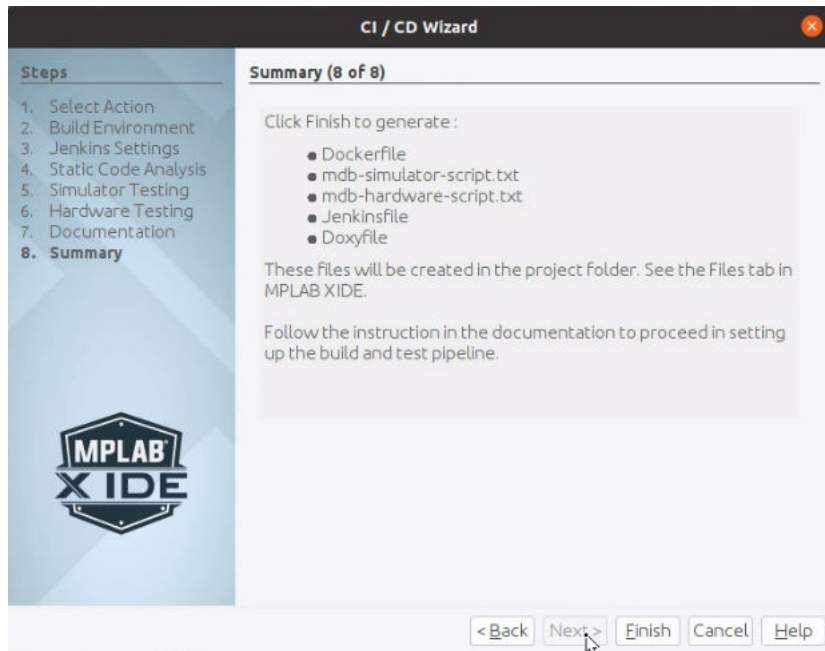 CI / CD Wizard
Steps
1. Select Action
2. Build Environment
3. Jenkins Settings
4. Static Code Analysis
5. Simulator Testing
6. Hardware Testing
7. Documentation
8. Summary
MPLAB
X IDE
Summary (8 of 8)
Click Finish to generate :
● Dockerfile
● mdb-simulator-script.txt
● mdb-hardware-script.txt
● Jenkinsfile
● Doxyfile
These files will be created in the project folder. See the Files tab in
MPLAB XIDE.
Follow the instruction in the documentation to proceed in setting
up the build and test pipeline.
< Back Next > Finish Cancel Help